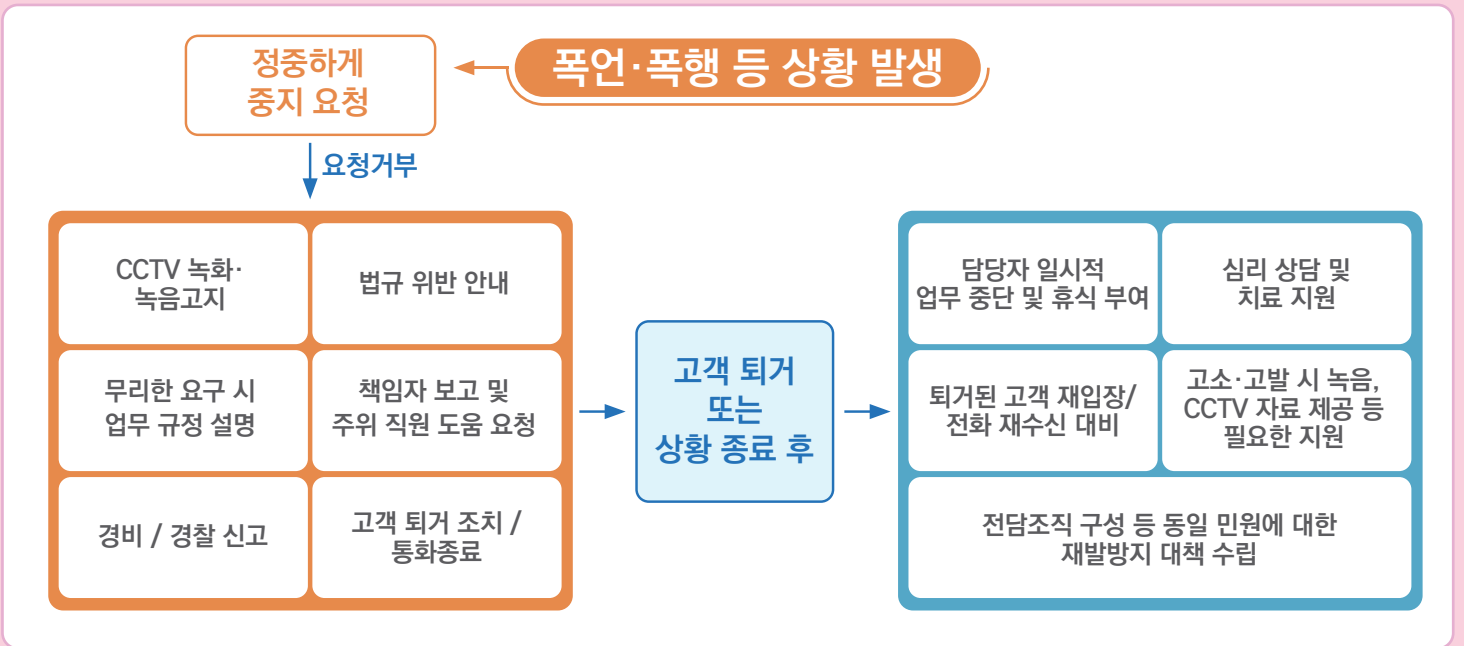 폭언·폭행 등 상황 발생
정중하게
중지 요청
요청거부
CCTV 녹화·
녹음고지
법규 위반 안내
무리한 요구 시
업무 규정 설명
책임자 보고 및
주위 직원 도움 요청
경비 / 경찰 신고
고객 퇴거 조치 /
통화종료
고객 퇴거
또는
상황 종료 후
담당자 일시적
업무 중단 및 휴식 부여
심리 상담 및
치료 지원
퇴거된 고객 재입장/
전화 재수신 대비
고소·고발 시 녹음,
CCTV 자료 제공 등
필요한 지원
전담조직 구성 등 동일 민원에 대한
재발방지 대책 수립